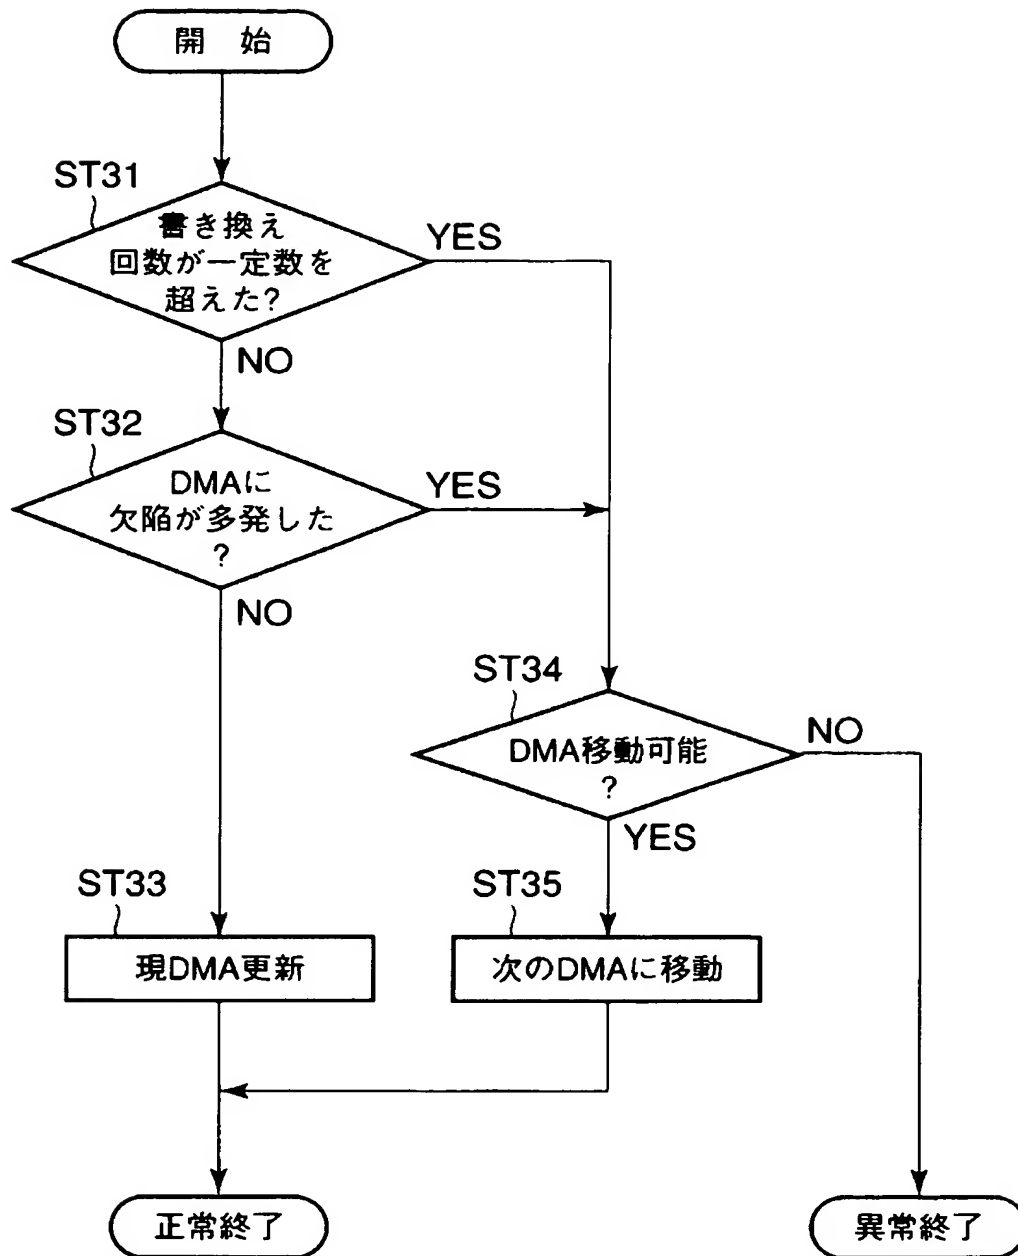 開 始
ST31
書き換え
回数が一定数を
超えた?
YES
NO
ST32
DMAに
欠陥が多発した
?
YES
NO
ST34
DMA移動可能
?
NO
YES
ST33
現DMA更新
ST35
次のDMAに移動
正常終了
異常終了